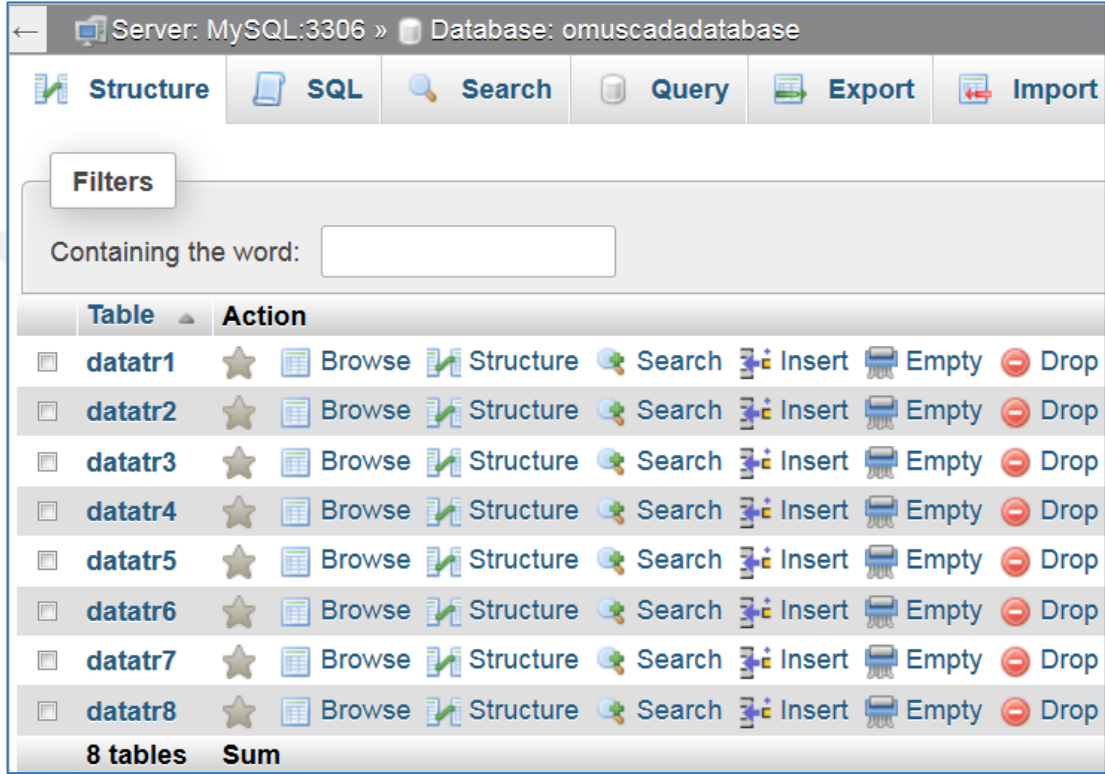 Server: MySQL:3306 » Database: omuscadadatabase
Structure SQL Search Query Export Import
Filters
Containing the word:
Table Action
datatr1 Browse Structure Search Insert Empty Drop
datatr2 Browse Structure Search Insert Empty Drop
datatr3 Browse Structure Search Insert Empty Drop
datatr4 Browse Structure Search Insert Empty Drop
datatr5 Browse Structure Search Insert Empty Drop
datatr6 Browse Structure Search Insert Empty Drop
datatr7 Browse Structure Search Insert Empty Drop
datatr8 Browse Structure Search Insert Empty Drop
8 tables Sum